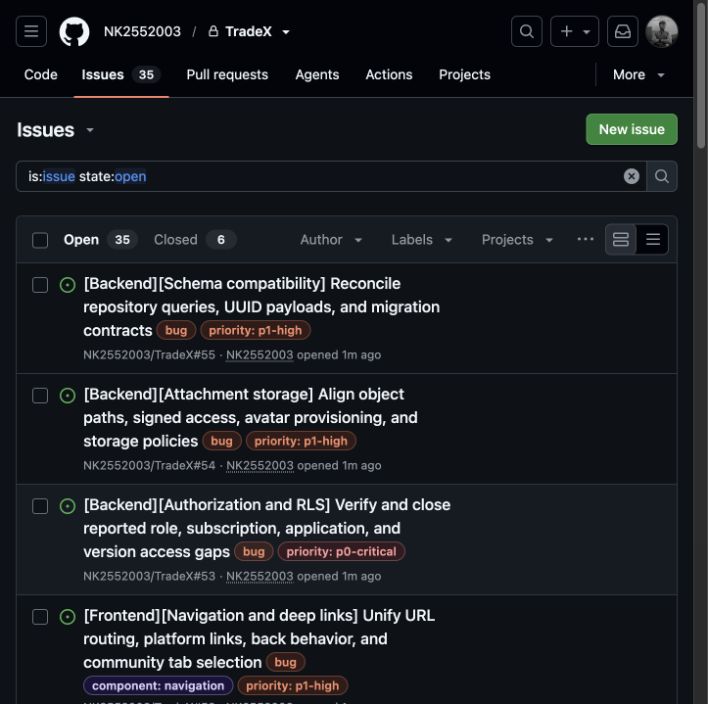 NK2552003 / TradeX
Code Issues 35 Pull requests Agents Actions Projects More
Issues
New issue
is:issue state:open
Open 35 Closed 6 Author Labels Projects ...
[Backend][Schema compatibility] Reconcile
repository queries, UUID payloads, and migration
contracts bug priority: p1-high
NK2552003/TradeX#55 · NK2552003 opened 1m ago
[Backend][Attachment storage] Align object
paths, signed access, avatar provisioning, and
storage policies bug priority: p1-high
NK2552003/TradeX#54 · NK2552003 opened 1m ago
[Backend][Authorization and RLS] Verify and close
reported role, subscription, application, and
version access gaps bug priority: p0-critical
NK2552003/TradeX#53 · NK2552003 opened 1m ago
[Frontend][Navigation and deep links] Unify URL
routing, platform links, back behavior, and
community tab selection bug
component: navigation priority: p1-high